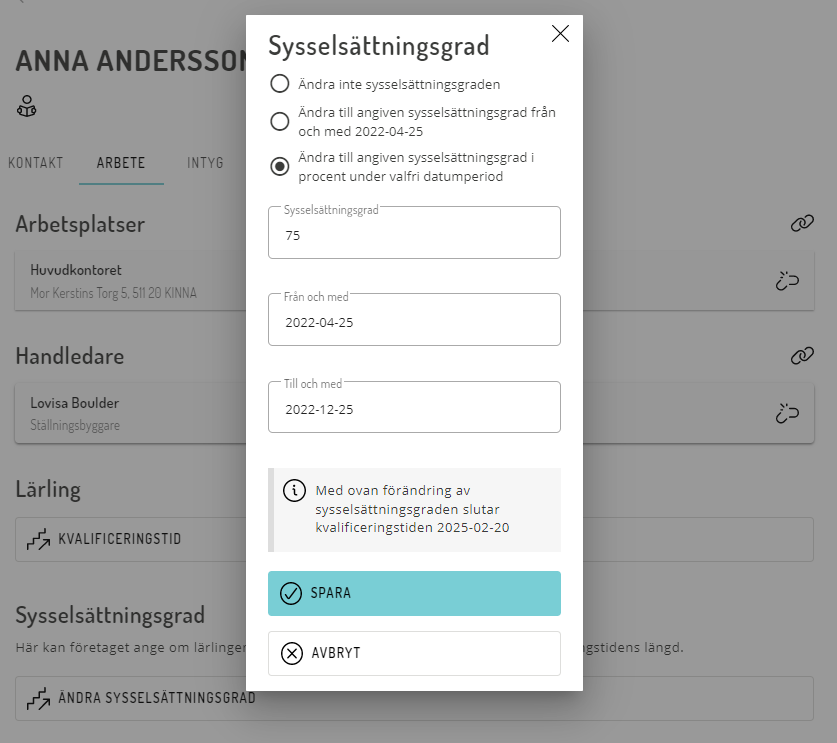 ANNA ANDERSSON
KONTAKT ARBETE INTYG
Arbetsplatser
Huvudkontoret
Mor Kerstins Torg 5, 511 20 KINNA
Handledare
Lovisa Boulder
Ställningsbyggare
Lärling
KVALIFICERINGSTID
Sysselsättningsgrad
Här kan företaget ange om lärlinge
ngstidens längd.
ÄNDRA SYSSELSÄTTNINGSGRAD
Sysselsättningsgrad
Ändra inte sysselsättningsgraden
Ändra till angiven sysselsättningsgrad från
och med 2022-04-25
Ändra till angiven sysselsättningsgrad i
procent under valfri datumperiod
Sysselsättningsgrad
75
Från och med
2022-04-25
Till och med
2022-12-25
Med ovan förändring av
sysselsättningsgraden slutar
kvalificeringstiden 2025-02-20
SPARA
AVBRYT